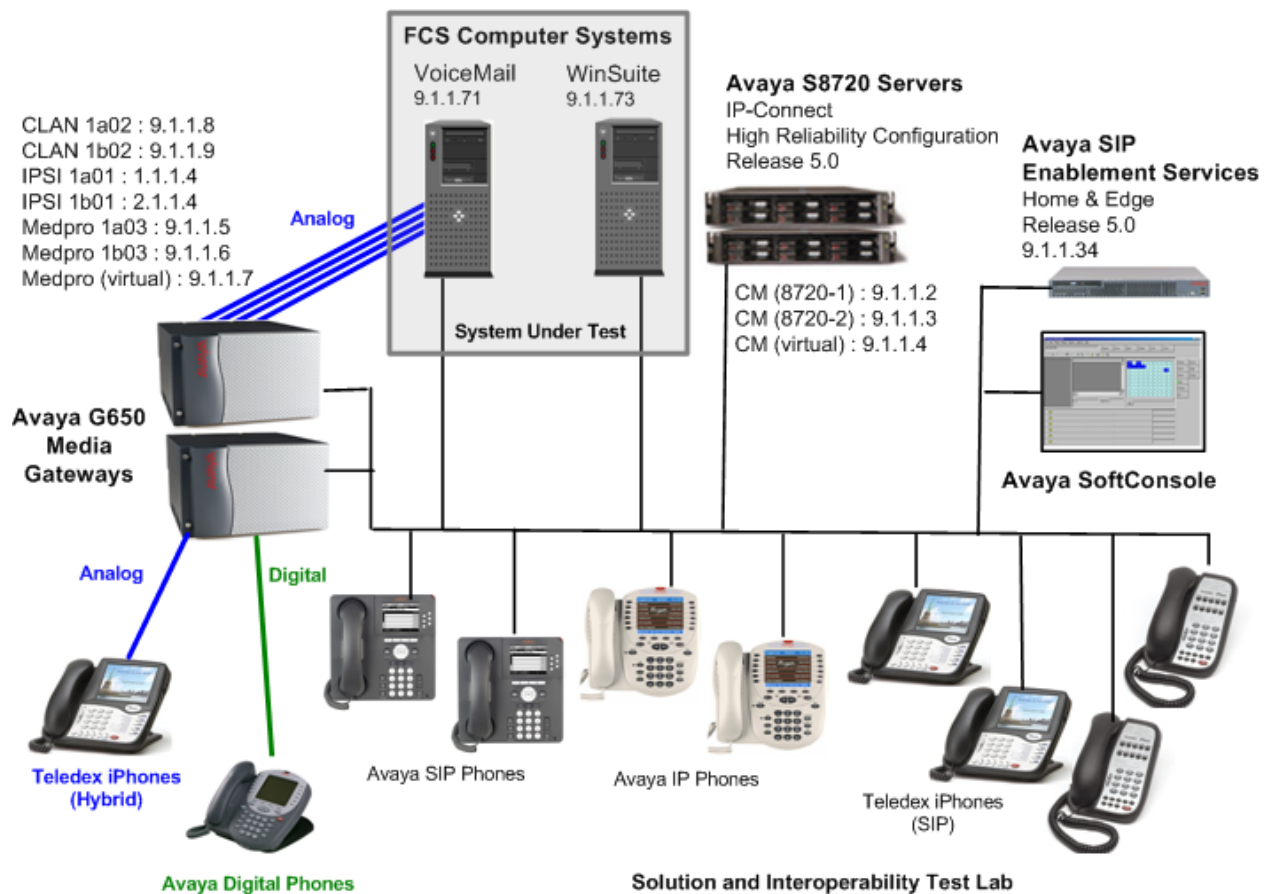 FCS Computer Systems
VoiceMail
9.1.1.71
WinSuite
9.1.1.73
System Under Test
CLAN 1a02 : 9.1.1.8
CLAN 1b02 : 9.1.1.9
IPSI 1a01 : 1.1.1.4
IPSI 1b01 : 2.1.1.4
Medpro 1a03 : 9.1.1.5
Medpro 1b03 : 9.1.1.6
Medpro (virtual) : 9.1.1.7
Analog
Avaya S8720 Servers
IP-Connect
High Reliability Configuration
Release 5.0
CM (8720-1) : 9.1.1.2
CM (8720-2) : 9.1.1.3
CM (virtual) : 9.1.1.4
Avaya SIP
Enablement Services
Home & Edge
Release 5.0
9.1.1.34
Avaya SoftConsole
Avaya G650
Media
Gateways
Analog
Digital
Teledex iPhones
(Hybrid)
Avaya Digital Phones
Avaya SIP Phones
Avaya IP Phones
Teledex iPhones
(SIP)
Solution and Interoperability Test Lab